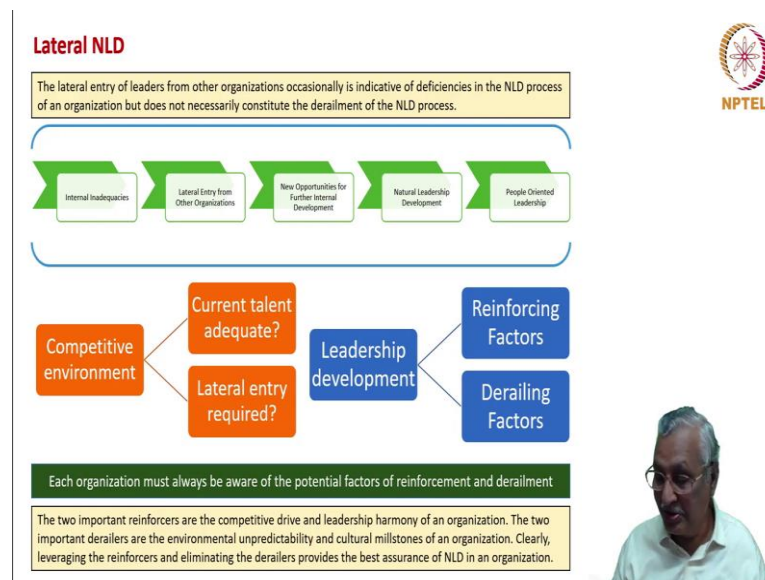 Lateral NLD
NPTEL
The lateral entry of leaders from other organizations occasionally is indicative of deficiencies in the NLD process
of an organization but does not necessarily constitute the derailment of the NLD process.
Internal Inadequacies
Lateral Entry from
Other Organizations
New Opportunities for
Further Internal
Development
Natural Leadership
Development
People Oriented
Leadership
Competitive
environment
Current talent
adequate?
Lateral entry
required?
Leadership
development
Reinforcing
Factors
Derailing
Factors
Each organization must always be aware of the potential factors of reinforcement and derailment
The two important reinforcers are the competitive drive and leadership harmony of an organization. The two
important derailers are the environmental unpredictability and cultural millstones of an organization. Clearly,
leveraging the reinforcers and eliminating the derailers provides the best assurance of NLD in an organization.